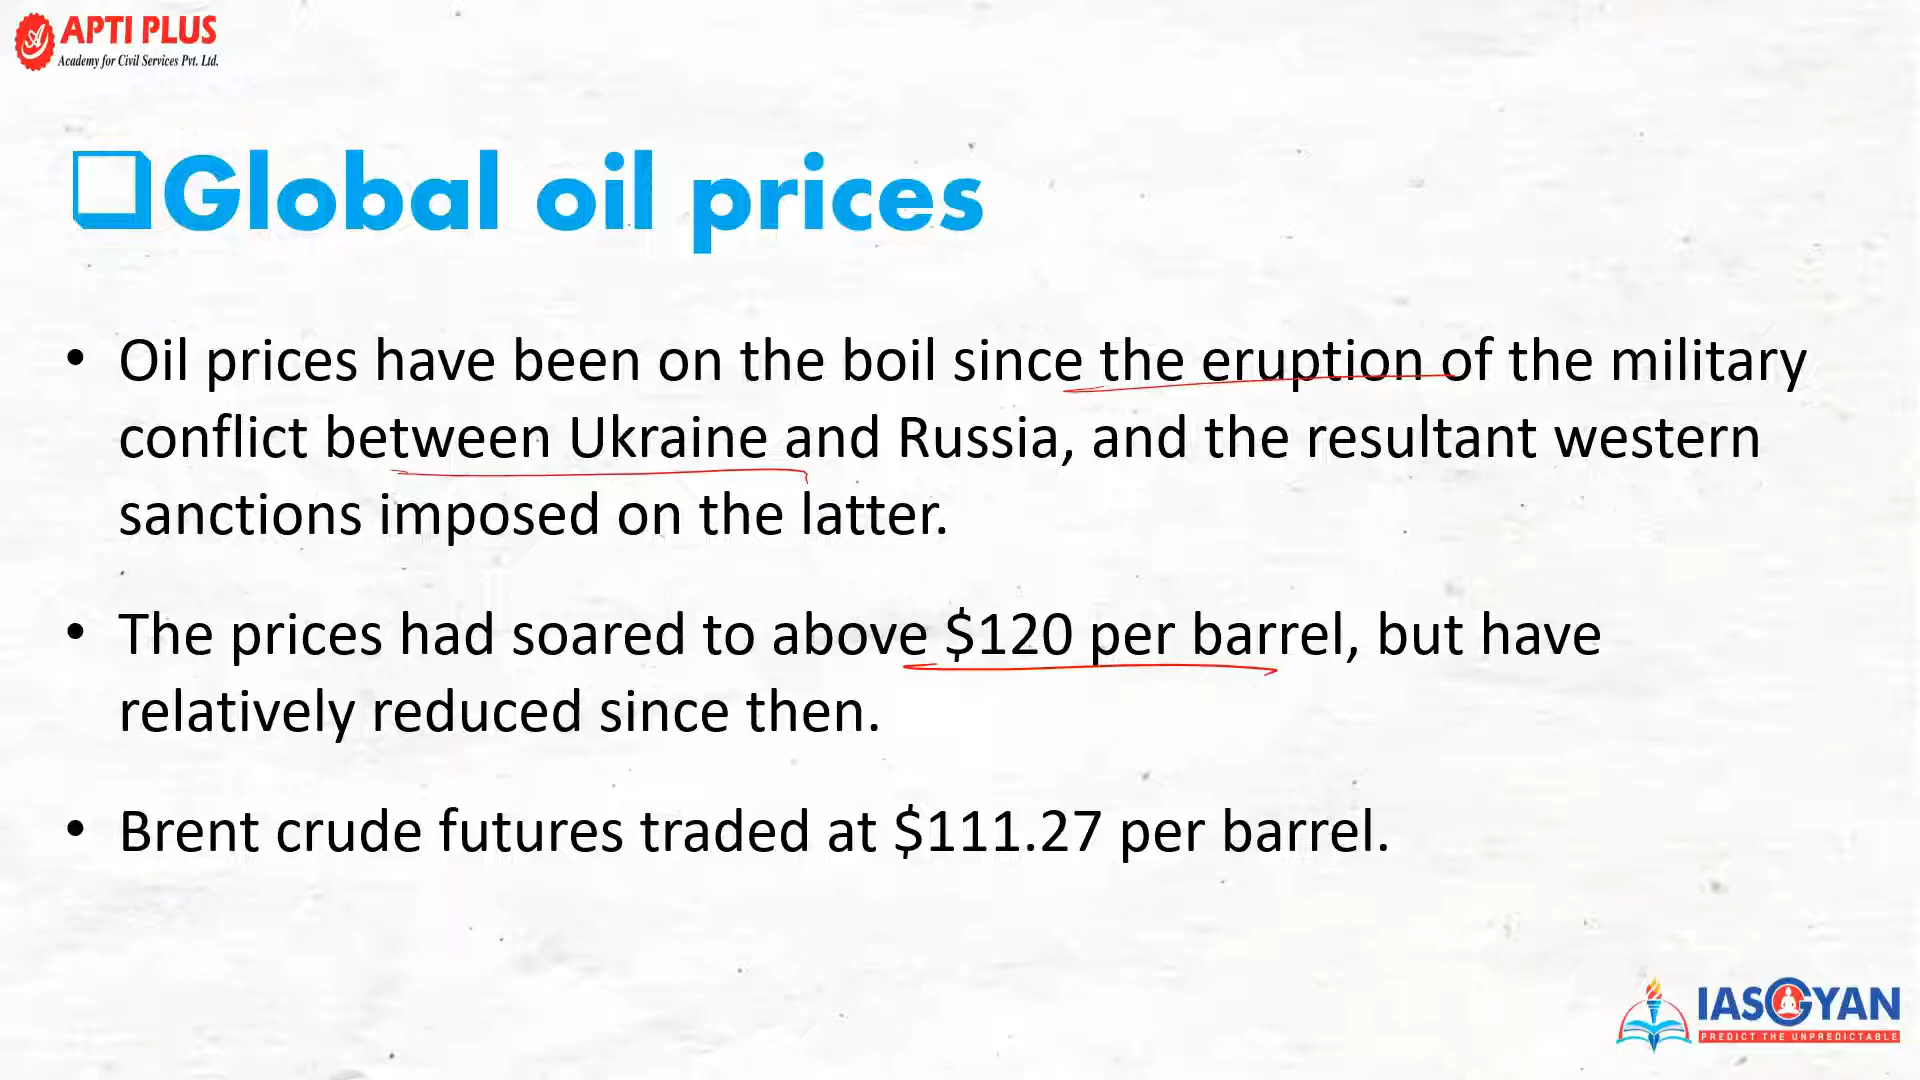 APTI PLUS
Academy for Civil Services Pvt. Ltd.
❑Global oil prices
• Oil prices have been on the boil since the eruption of the military
conflict between Ukraine and Russia, and the resultant western
sanctions imposed on the latter.
• The prices had soared to above $120 per barrel, but have
relatively reduced since then.
• Brent crude futures traded at $111.27 per barrel.
IASGYAN
PREDICT THE UNPREDICTABLE